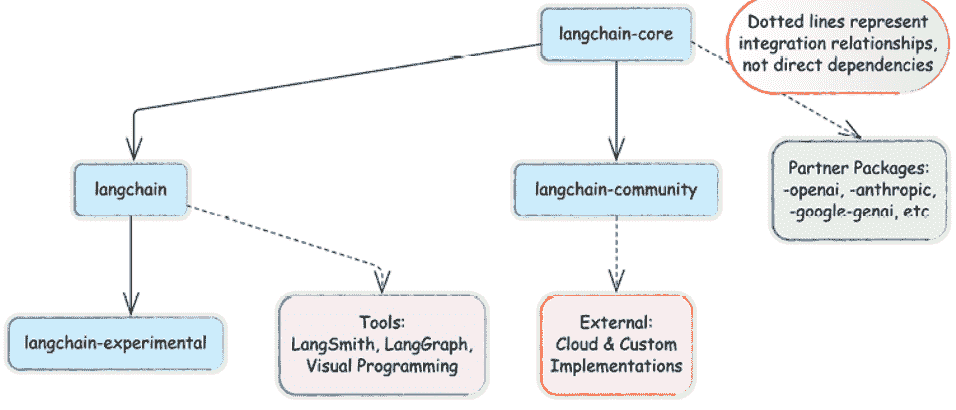 langchain-core
Dotted lines represent
integration relationships,
not direct dependencies
langchain
langchain-community
Partner Packages:
-openai, -anthropic,
-google-genai, etc
langchain-experimental
Tools:
LangSmith, LangGraph,
Visual Programming
External:
Cloud & Custom
Implementations